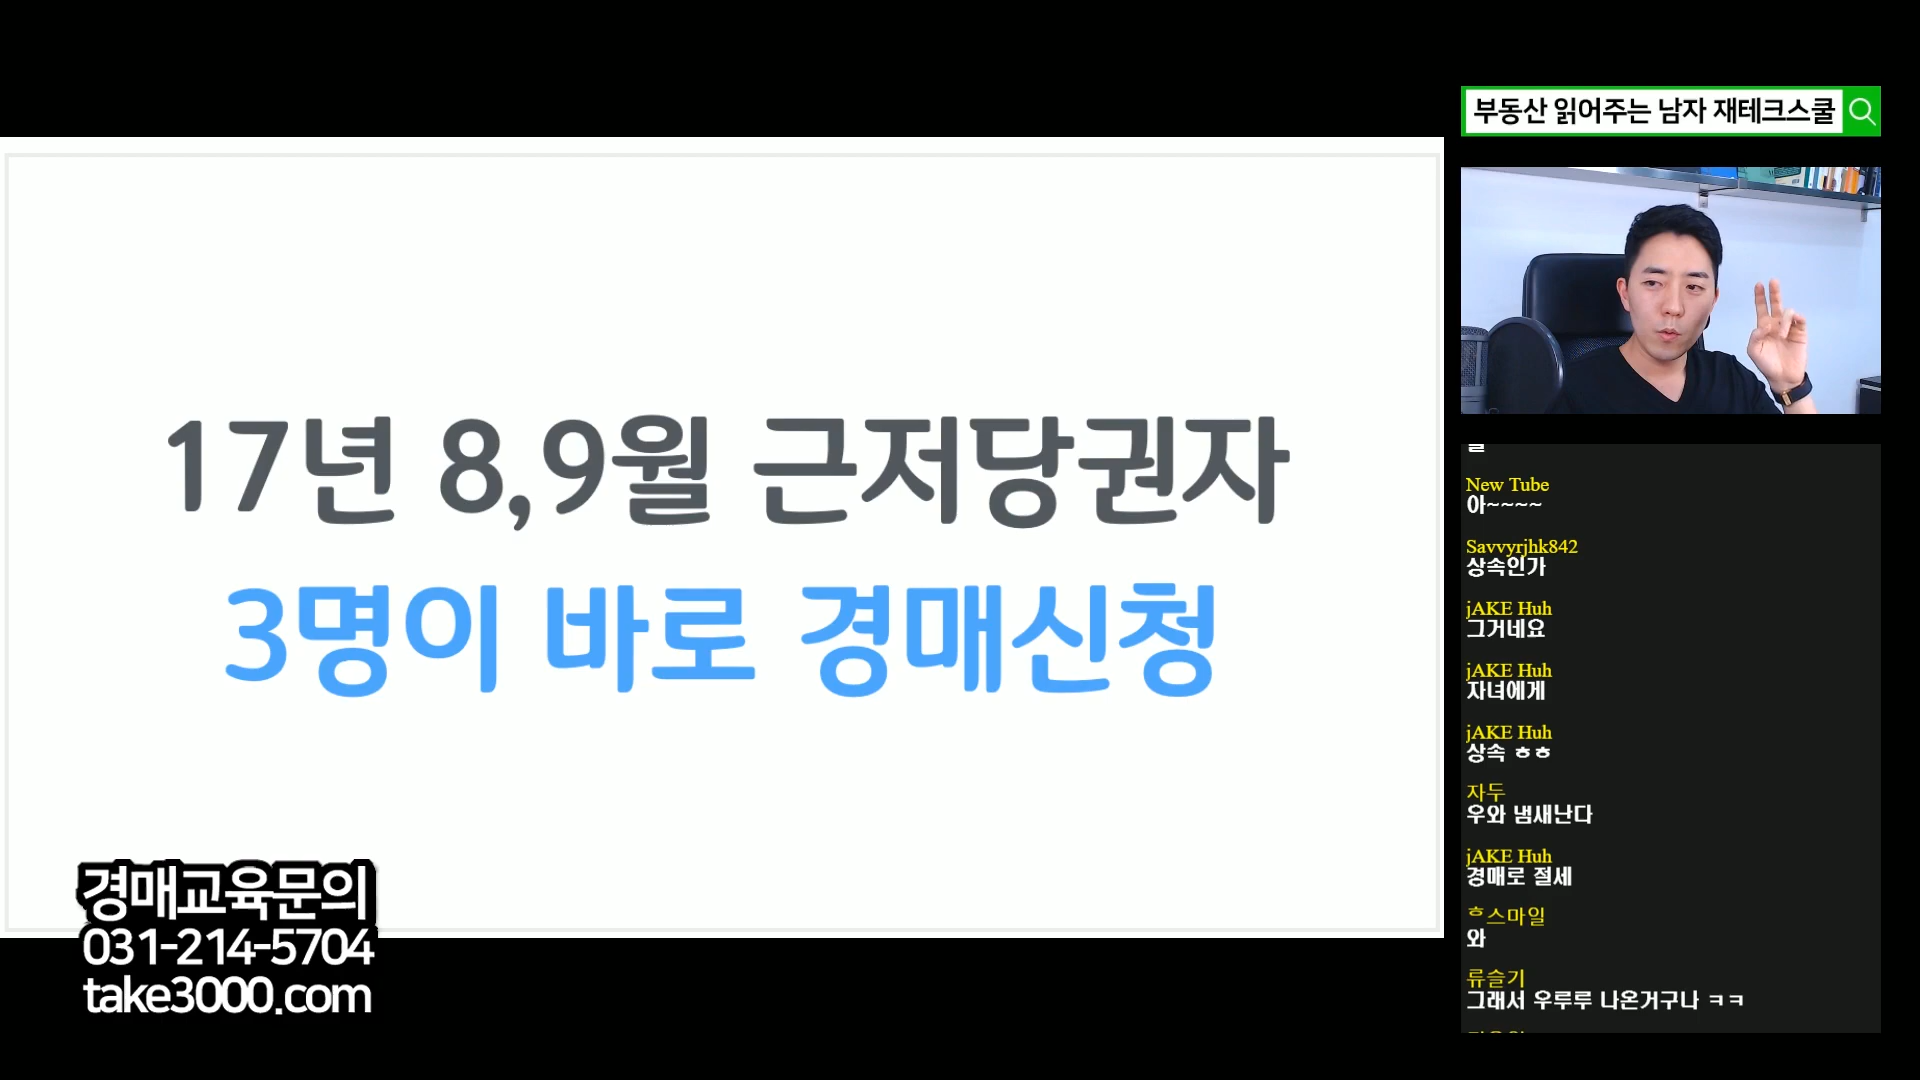 부동산 읽어주는 남자 재테크스쿨
17년 8,9월 근저당권자
3명이 바로 경매신청
경매교육문의
031-214-5704
take3000.com
New Tube
아~~~~
Savvyrjhk842
상속인가
jAKE Huh
그거네요
jAKE Huh
자녀에게
jAKE Huh
상속 ㅎㅎ
자두
우와 냄새난다
jAKE Huh
경매로 절세
ᄒ스마일
와
류슬기
그래서 우루루 나온거구나 ㅋㅋ